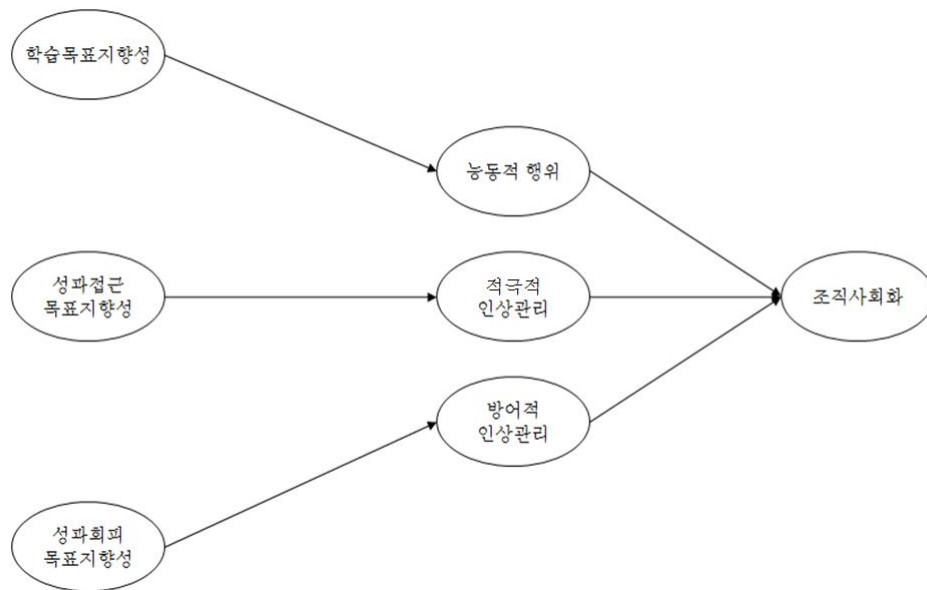 학습목표지향성
능동적 행위
성과접근
목표지향성
적극적
인상관리
조직사회화
방어적
인상관리
성과회피
목표지향성